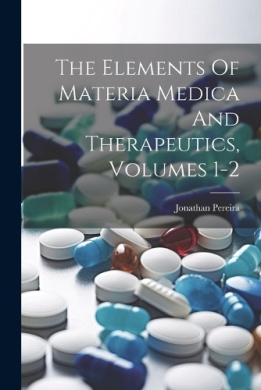 The Elements Of
Materia Medica
And
Therapeutics,
Volumes 1-2
Jonathan Pereira